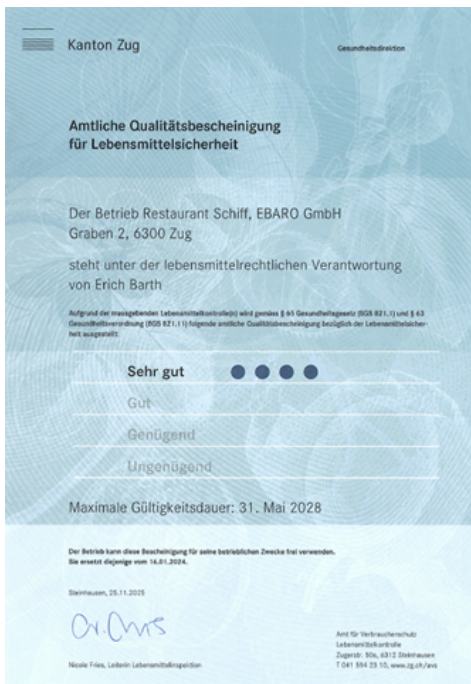 Kanton Zug
Gesundheitsdirektion
Amtliche Qualitätsbescheinigung
für Lebensmittelsicherheit
Der Betrieb Restaurant Schiff, EBARO GmbH
Graben 2, 6300 Zug
steht unter der lebensmittelrechtlichen Verantwortung
von Erich Barth
Aufgrund der massgebenden Lebensmittelkontrolle(n) wird gemäss § 65 Gesundheitsgesetz (BGS 821.1) und § 63
Gesundheitsverordnung (BGS 821.11) folgende amtliche Qualitätsbescheinigung bezüglich der Lebensmittelsicher-
heit ausgestellt:
Sehr gut
Gut
Genügend
Ungenügend
Maximale Gültigkeitsdauer: 31. Mai 2028
Der Betrieb kann diese Bescheinigung für seine betrieblichen Zwecke frei verwenden.
Sie ersetzt diejenige vom 16.01.2024.
Steinhausen, 25.11.2025
Nicole Fries, Leiterin Lebensmittelinspektion
Amt für Verbraucherschutz
Lebensmittelkontrolle
Zugerstr. 50a, 6312 Steinhausen
T 041 594 23 10, www.zg.ch/avs